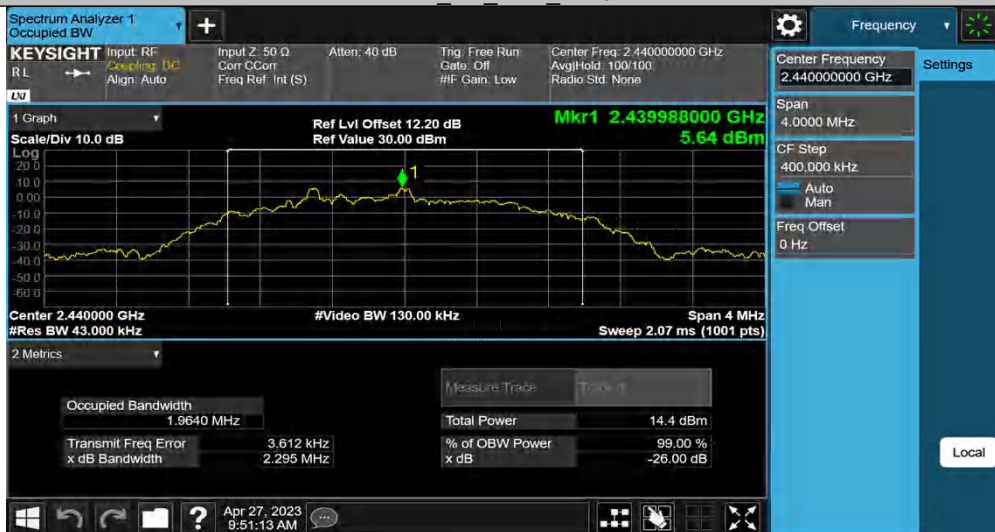 Spectrum Analyzer 1
Occupied BW
Frequency
KEYSIGHT
RL
LXI
Input: RF
Coupling: DC
Align: Auto
Input Z: 50 Ω
Corr CCorr
Freq Ref: Int (S)
Atten: 40 dB
Trig: Free Run
Gate: Off
#IF Gain: Low
Center Freq: 2.440000000 GHz
Avg|Hold: 100/100
Radio Std: None
Center Frequency
2.440000000 GHz
Settings
Span
4.0000 MHz
CF Step
400.000 kHz
Auto
Man
Freq Offset
0 Hz
1 Graph
Scale/Div 10.0 dB
Ref Lvl Offset 12.20 dB
Ref Value 30.00 dBm
Mkr1 2.439988000 GHz
5.64 dBm
Log
20.0
10.0
0.00
-10.0
-20.0
-30.0
-40.0
-50.0
-60.0
1
Center 2.440000 GHz
#Res BW 43.000 kHz
#Video BW 130.00 kHz
Span 4 MHz
Sweep 2.07 ms (1001 pts)
2 Metrics
Measure Trace
Occupied Bandwidth
1.9640 MHz
Total Power
14.4 dBm
Transmit Freq Error
3.612 kHz
% of OBW Power
99.00 %
x dB Bandwidth
2.295 MHz
x dB
-26.00 dB
Local
?
Apr 27, 2023
9:51:13 AM